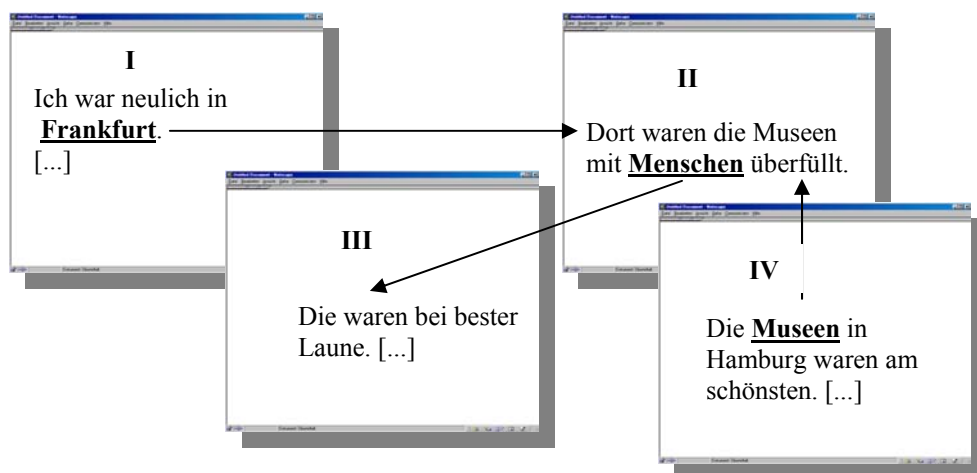 I
Ich war neulich in
Frankfurt.
[...]
II
Dort waren die Museen
mit Menschen überfüllt.
III
Die waren bei bester
Laune. [...]
IV
Die Museen in
Hamburg waren am
schönsten. [...]